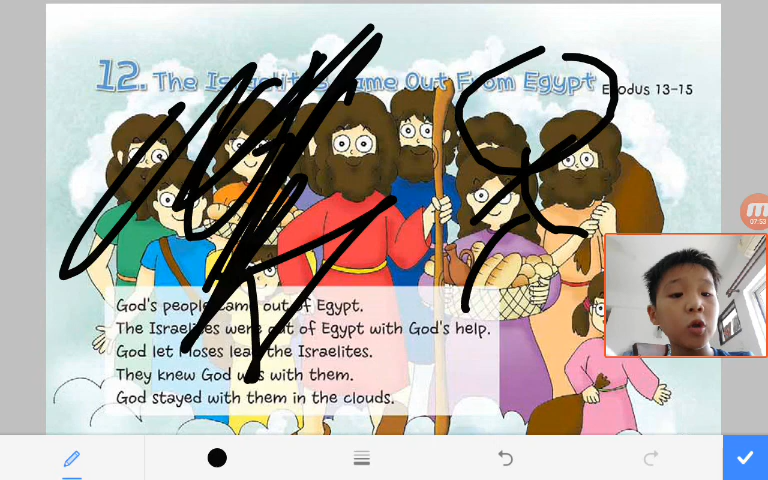 12. The Israelites Came Out From Egypt
Exodus 13-15
God's people came out of Egypt.
The Israelites were out of Egypt with God's help.
God let Moses lead the Israelites.
They knew God was with them.
God stayed with them in the clouds.
07:53